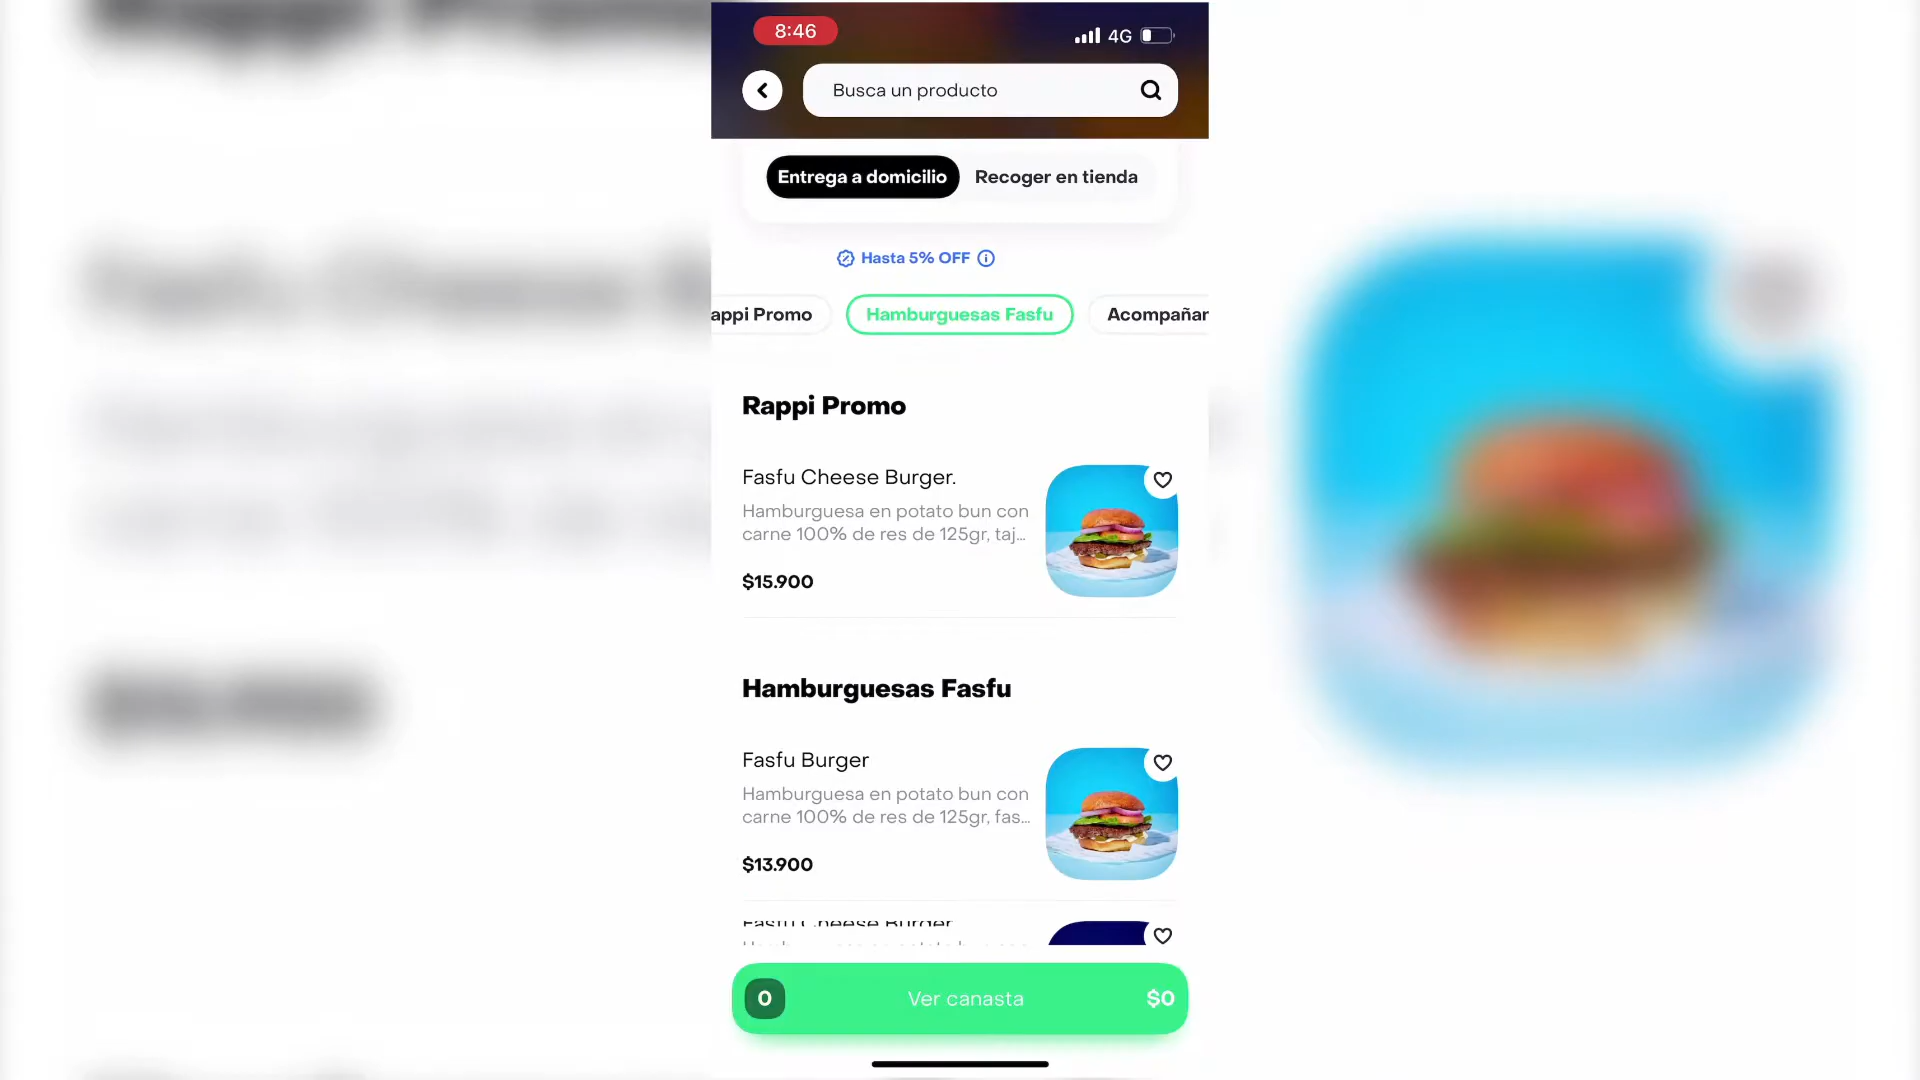 8:46
4G
Busca un producto
Entrega a domicilio
Recoger en tienda
Hasta 5% OFF
appi Promo
Hamburguesas Fasfu
Acompañar
Rappi Promo
Fasfu Cheese Burger.
Hamburguesa en potato bun con
carne 100% de res de 125gr, taj...
$15.900
Hamburguesas Fasfu
Fasfu Burger
Hamburguesa en potato bun con
carne 100% de res de 125gr, fas...
$13.900
Fasfu Cheese Burger
0
Ver canasta
$0